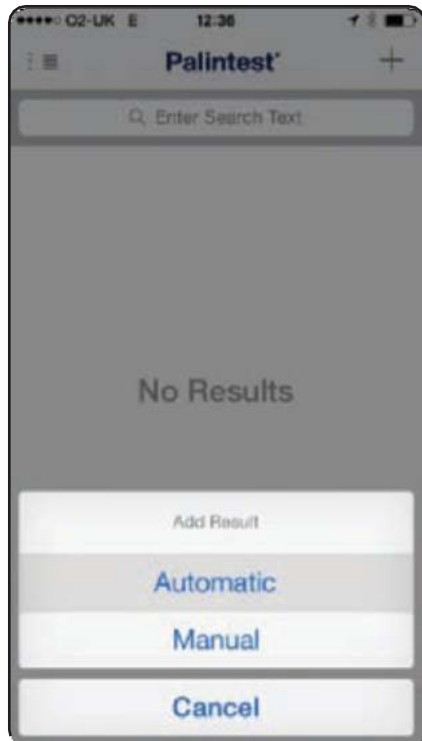 O2-UK E 12:36
Palintest
Enter Search Text
No Results
Add Result
Automatic
Manual
Cancel